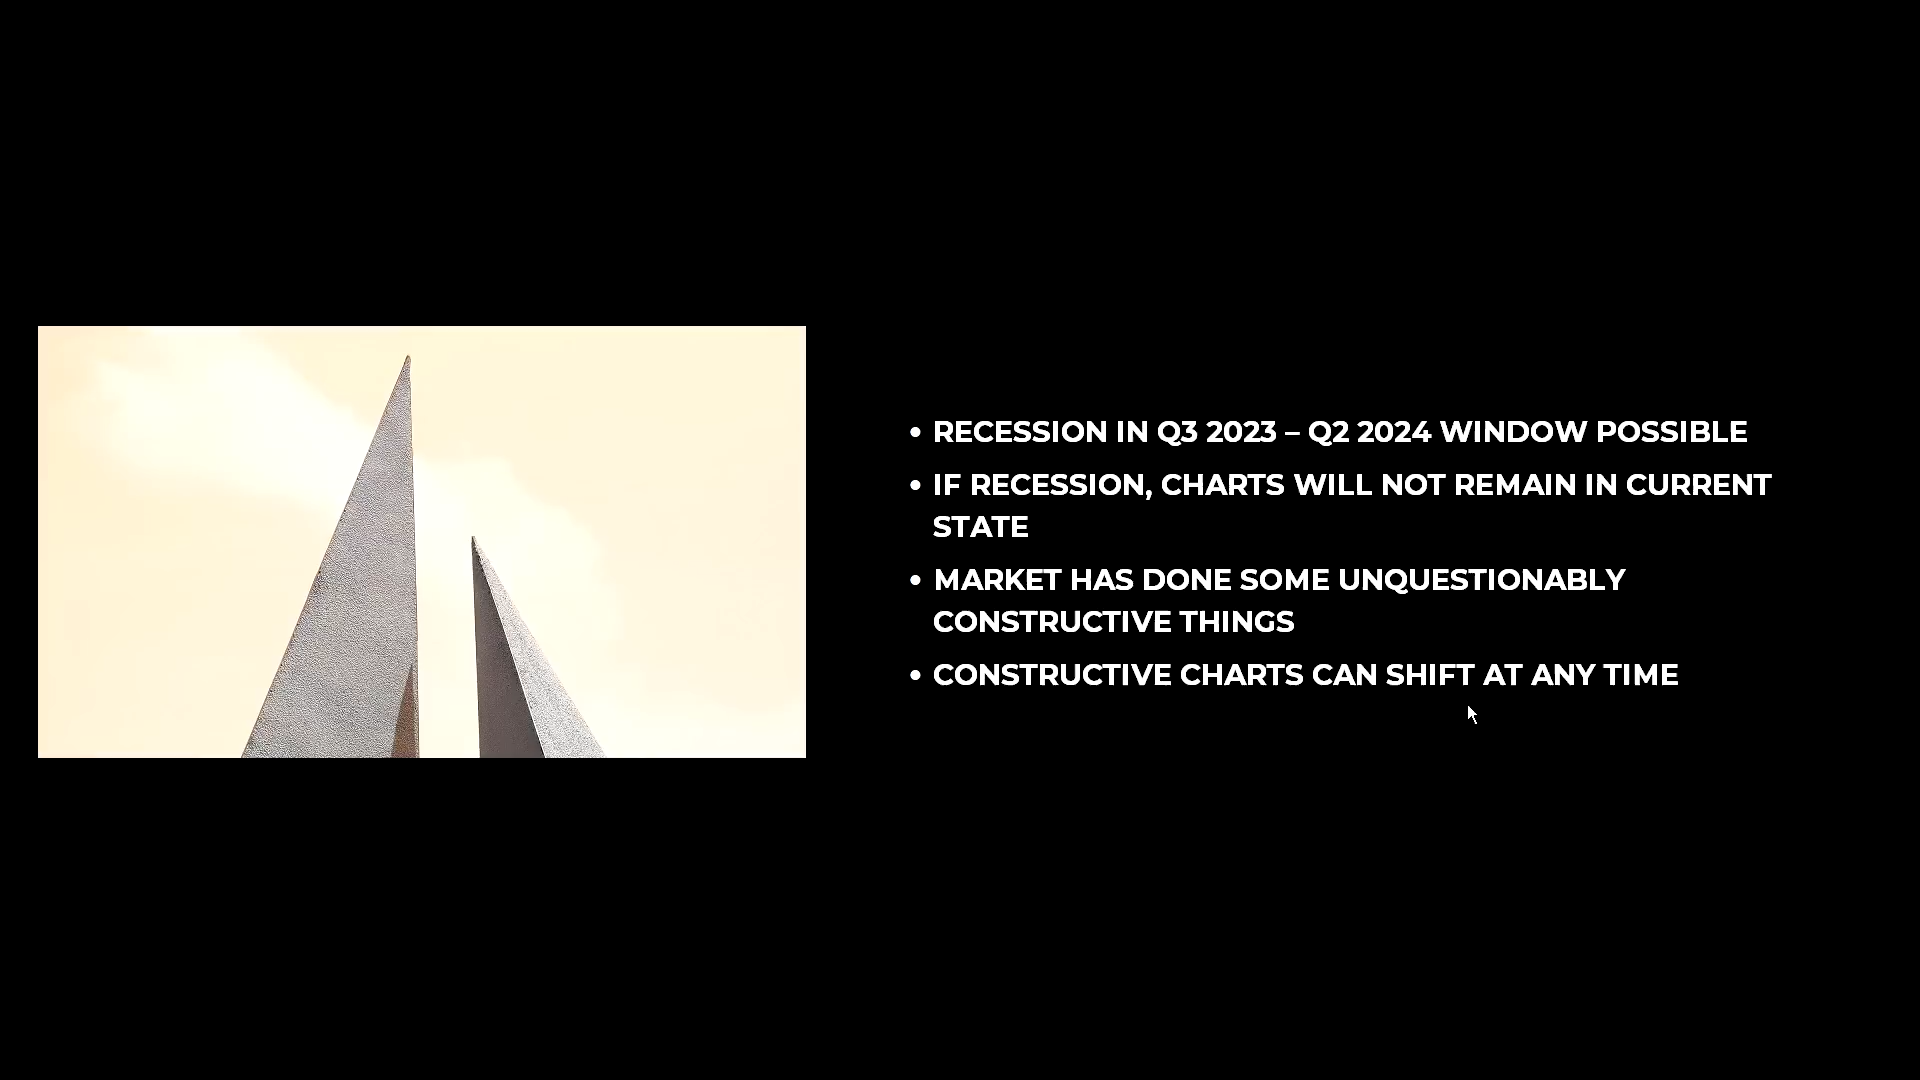 • RECESSION IN Q3 2023 – Q2 2024 WINDOW POSSIBLE
• IF RECESSION, CHARTS WILL NOT REMAIN IN CURRENT
STATE
• MARKET HAS DONE SOME UNQUESTIONABLY
CONSTRUCTIVE THINGS
• CONSTRUCTIVE CHARTS CAN SHIFT AT ANY TIME